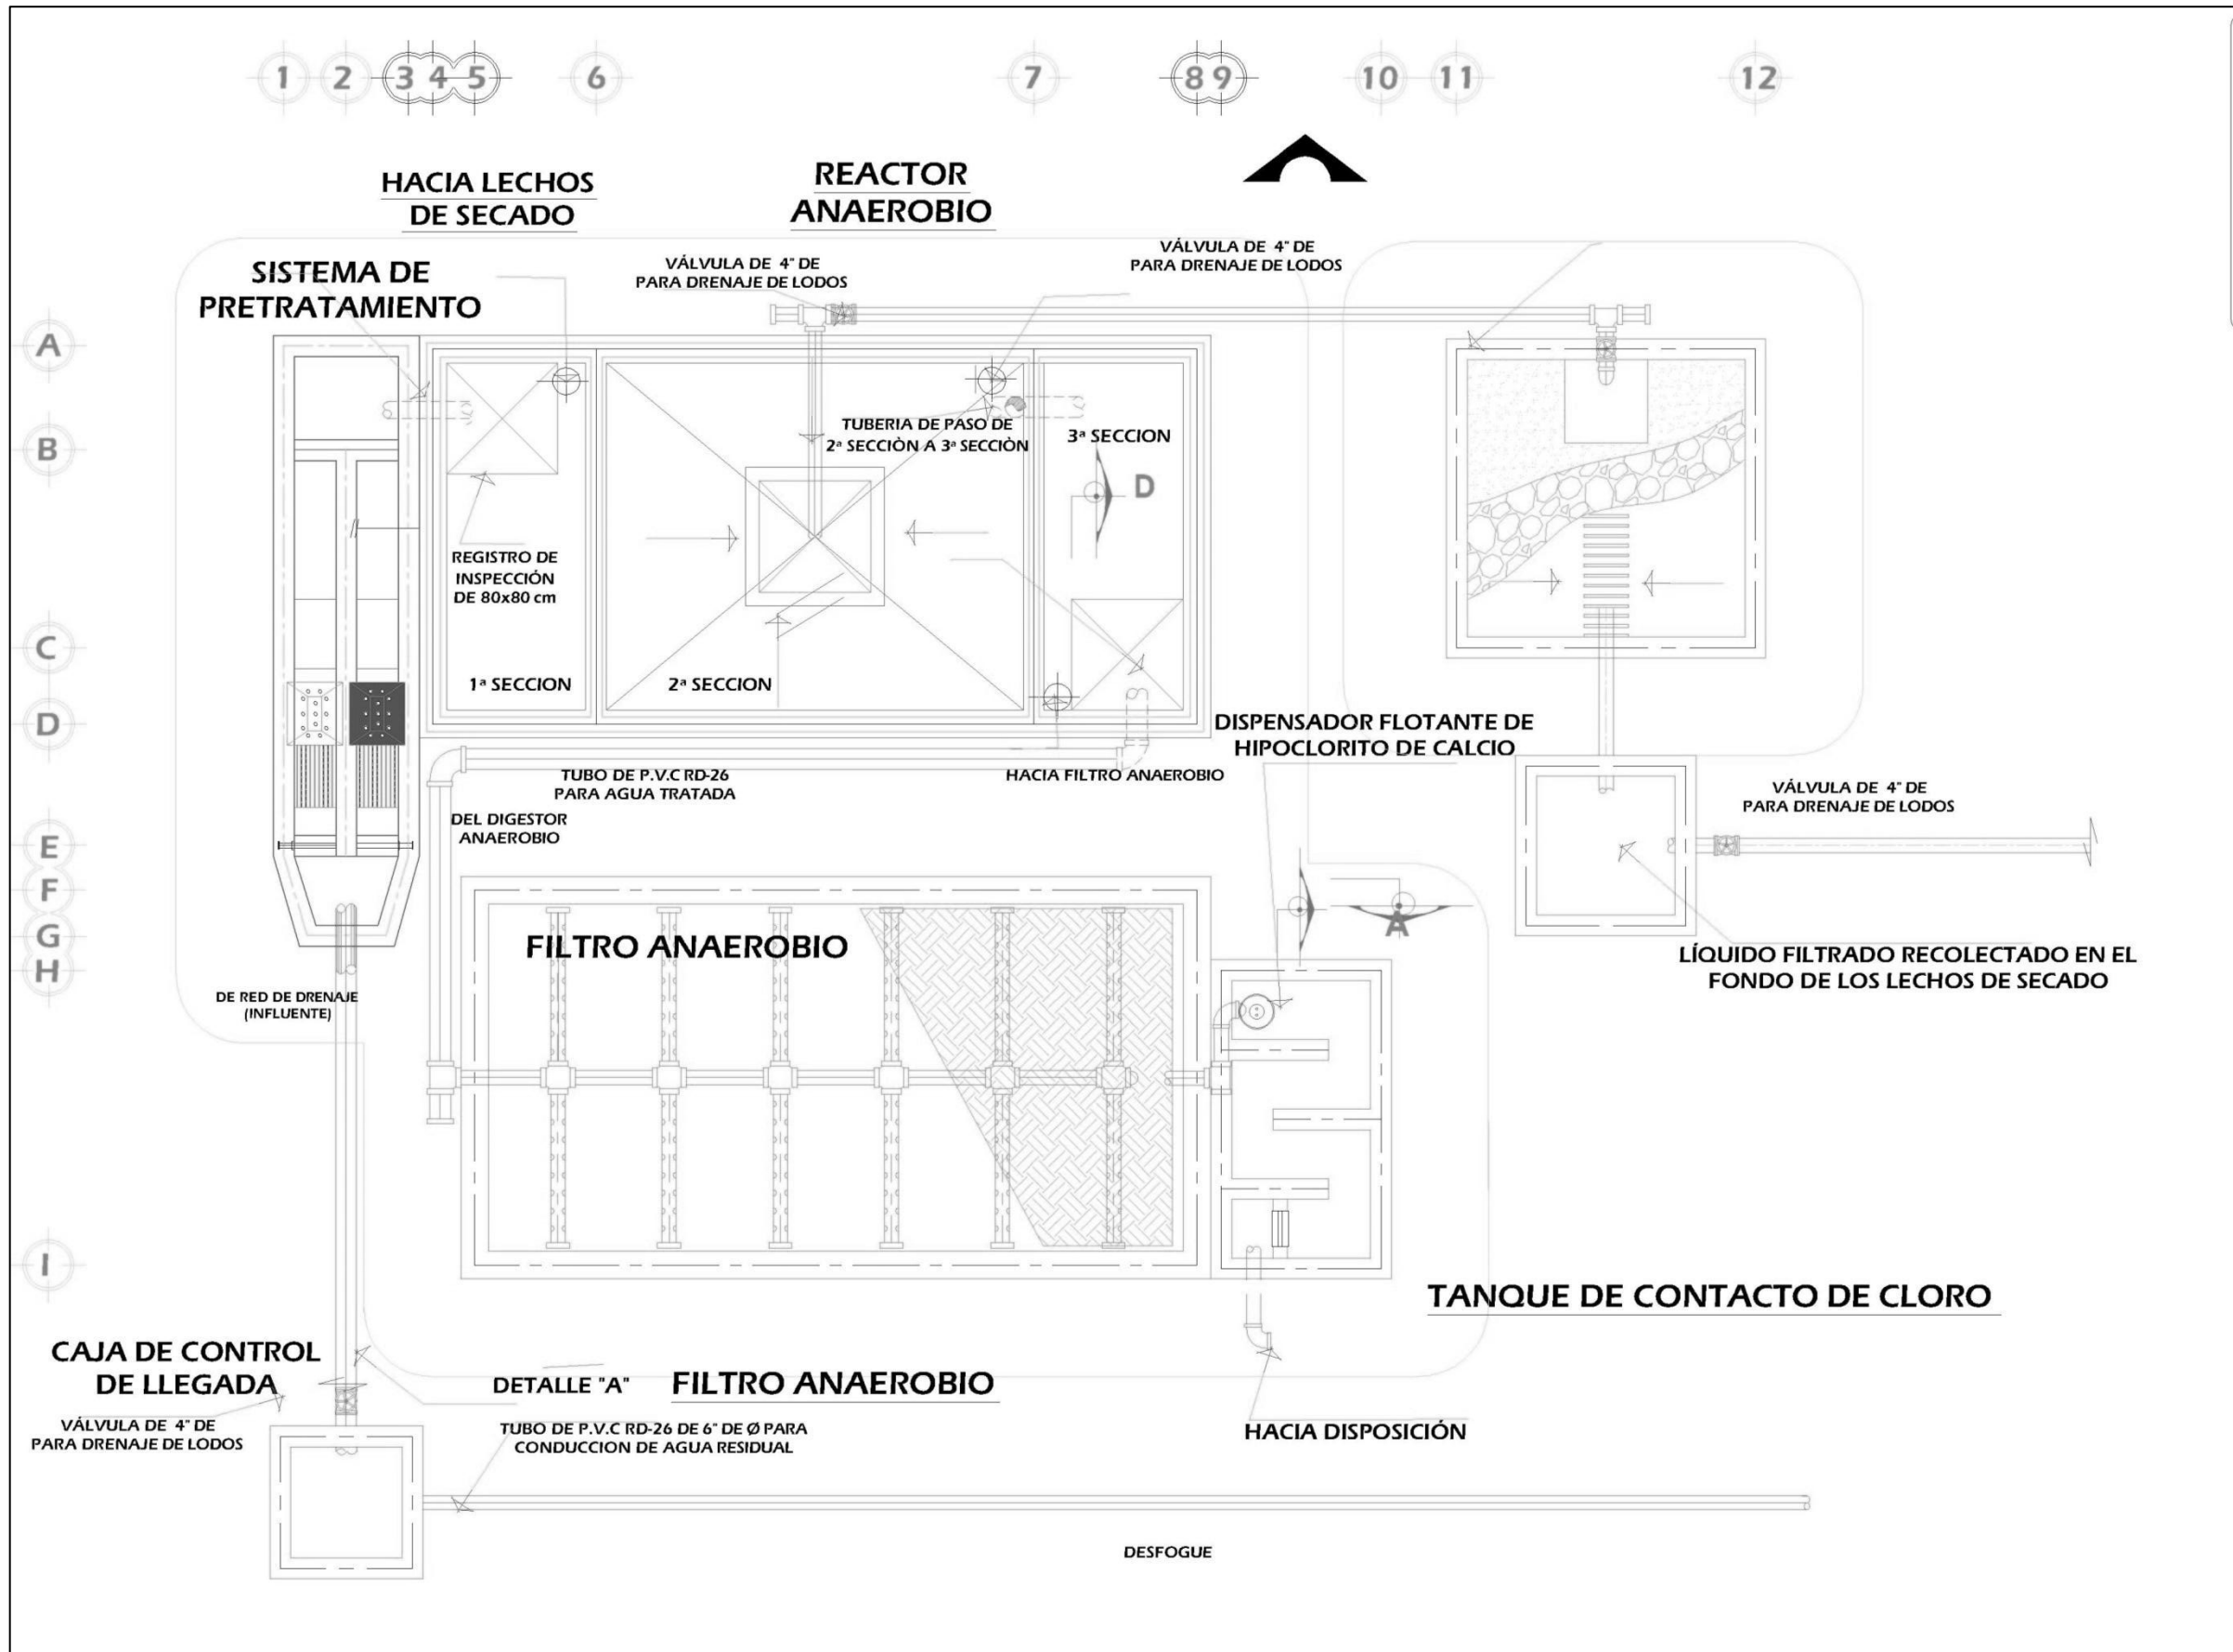 1 2 3 4 5 6 7 8 9 10 11 12
HACIA LECHOS
DE SECADO
REACTOR
ANAEROBIO
SISTEMA DE
PRETRATAMIENTO
VÁLVULA DE 4" DE
PARA DRENAJE DE LODOS
VÁLVULA DE 4" DE
PARA DRENAJE DE LODOS
A
B
C
D
E
F
G
H
I
TUBERIA DE PASO DE
2ª SECCIÒN A 3ª SECCIÒN
3ª SECCION
D
REGISTRO DE
INSPECCIÓN
DE 80x80 cm
1ª SECCION
2ª SECCION
DISPENSADOR FLOTANTE DE
HIPOCLORITO DE CALCIO
TUBO DE P.V.C RD-26
PARA AGUA TRATADA
HACIA FILTRO ANAEROBIO
DEL DIGESTOR
ANAEROBIO
VÁLVULA DE 4" DE
PARA DRENAJE DE LODOS
A
FILTRO ANAEROBIO
LÍQUIDO FILTRADO RECOLECTADO EN EL
FONDO DE LOS LECHOS DE SECADO
DE RED DE DRENAJE
(INFLUENTE)
TANQUE DE CONTACTO DE CLORO
CAJA DE CONTROL
DE LLEGADA
VÁLVULA DE 4" DE
PARA DRENAJE DE LODOS
DETALLE "A"
FILTRO ANAEROBIO
TUBO DE P.V.C RD-26 DE 6" DE Ø PARA
CONDUCCION DE AGUA RESIDUAL
HACIA DISPOSICIÓN
DESFOGUE